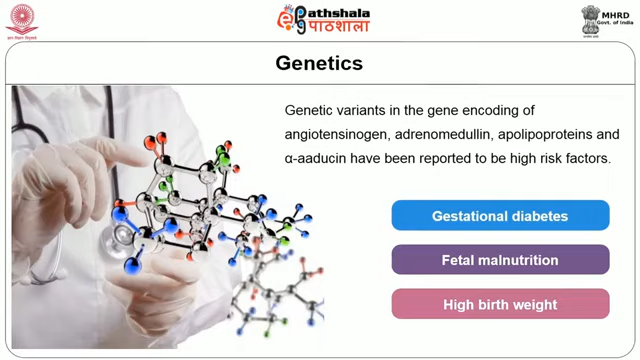 Pathshala
पाठशाला
MHRD
Govt. of India
Genetics
Genetic variants in the gene encoding of
angiotensinogen, adrenomedullin, apolipoproteins and
α-aaducin have been reported to be high risk factors.
Gestational diabetes
Fetal malnutrition
High birth weight